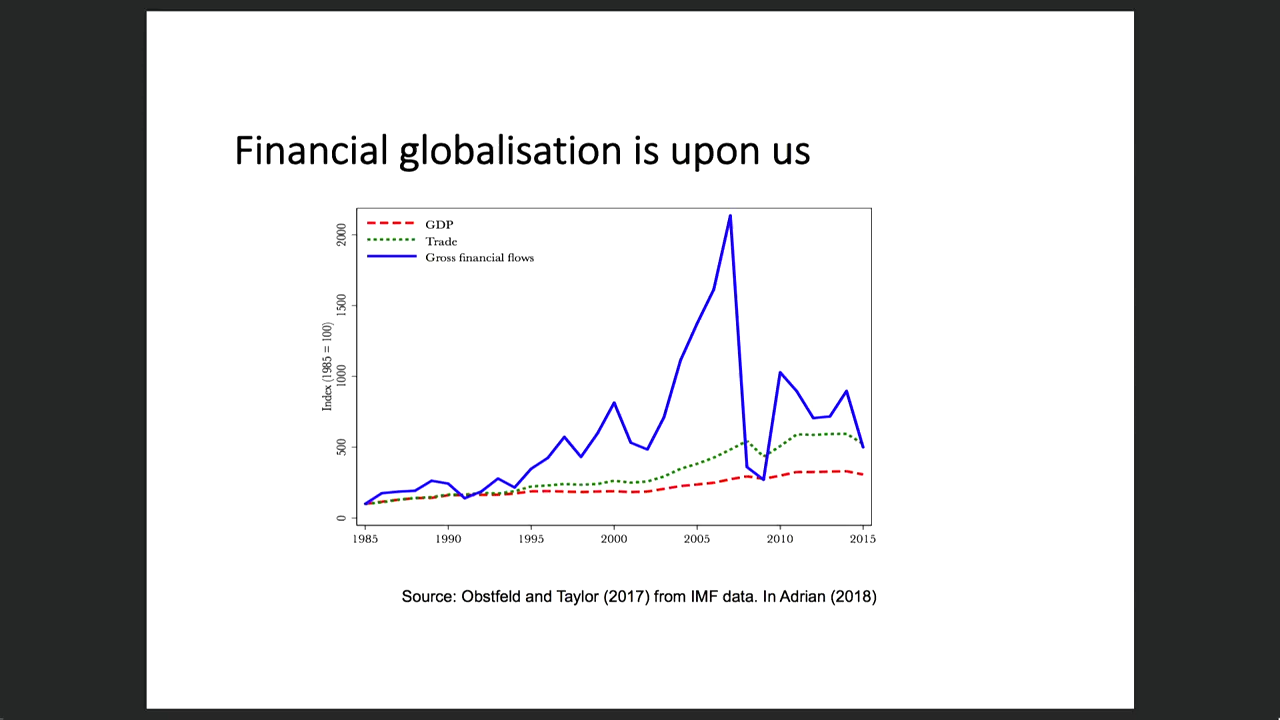 Financial globalisation is upon us
GDP
Trade
Gross financial flows
Index (1985 = 100)
2000
1500
1000
500
0
1985 1990 1995 2000 2005 2010 2015
Source: Obstfeld and Taylor (2017) from IMF data. In Adrian (2018)